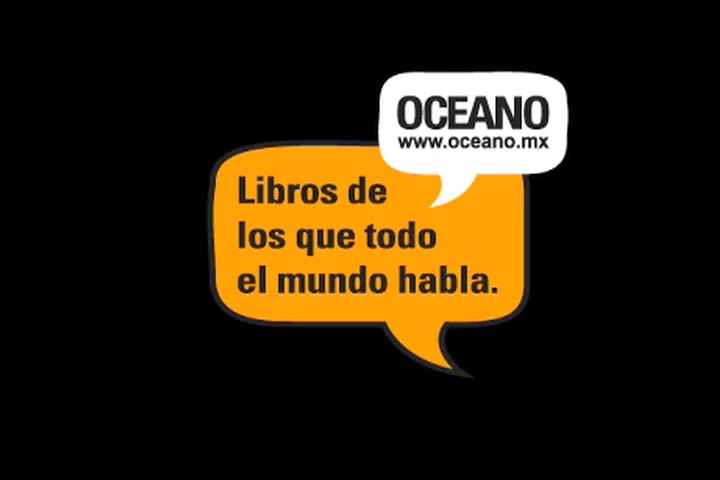 OCEANO
www.oceano.mx
Libros de
los que todo
el mundo habla.